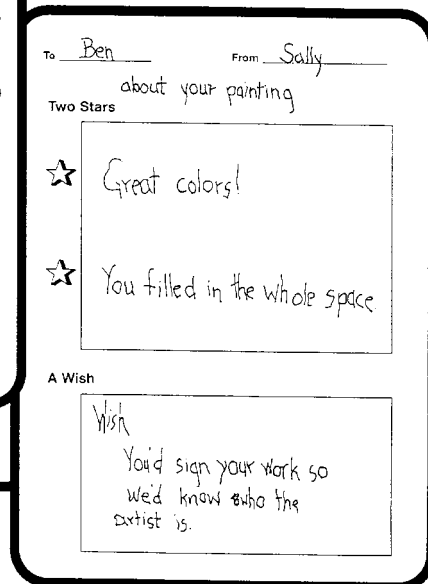 To Ben From Sally
about your painting
Two Stars
Great colors!
You filled in the whole space
A Wish
Wish
You'd sign your work so
we'd know who the
artist is.